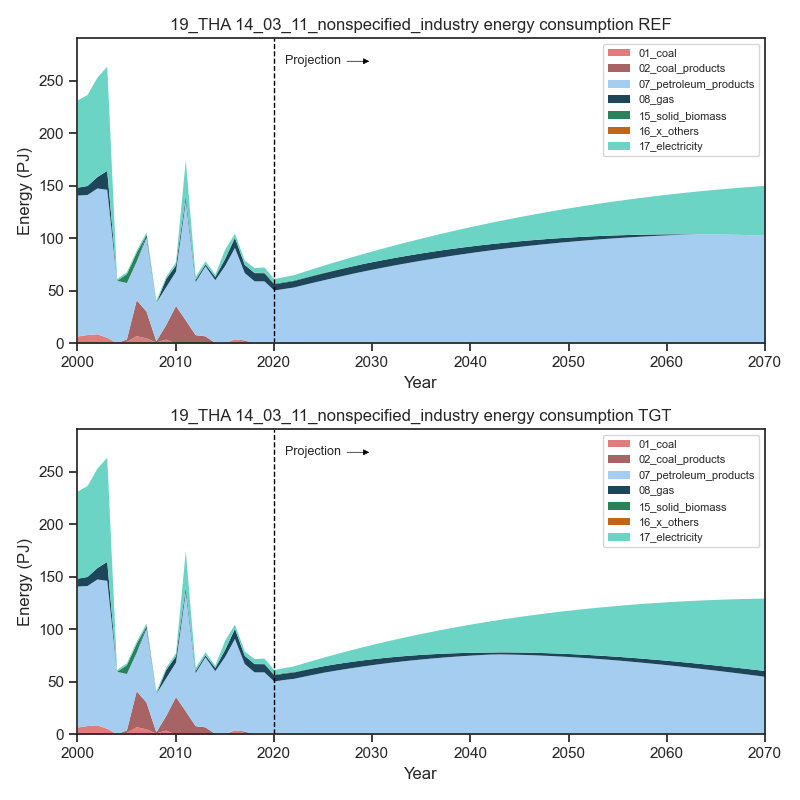 19_THA 14_03_11_nonspecified_industry energy consumption REF
Energy (PJ)
250
200
150
100
50
0
Projection
01_coal
02_coal_products
07_petroleum_products
08_gas
15_solid_biomass
16_x_others
17_electricity
2000 2010 2020 2030 2040 2050 2060 2070
Year
19_THA 14_03_11_nonspecified_industry energy consumption TGT
Energy (PJ)
250
200
150
100
50
0
Projection
01_coal
02_coal_products
07_petroleum_products
08_gas
15_solid_biomass
16_x_others
17_electricity
2000 2010 2020 2030 2040 2050 2060 2070
Year